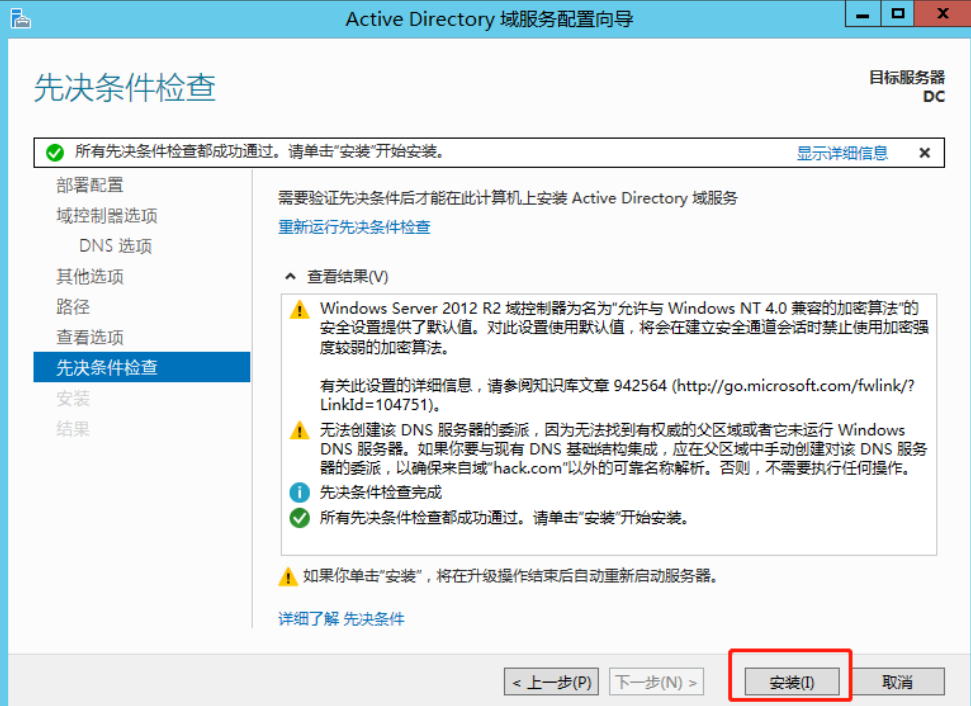 Active Directory 域服务配置向导
先决条件检查
目标服务器
DC
所有先决条件检查都成功通过。请单击"安装"开始安装。
显示详细信息
部署配置
域控制器选项
DNS 选项
其他选项
路径
查看选项
先决条件检查
安装
结果
需要验证先决条件后才能在此计算机上安装 Active Directory 域服务
重新运行先决条件检查
查看结果(V)
Windows Server 2012 R2 域控制器为名为"允许与 Windows NT 4.0 兼容的加密算法"的
安全设置提供了默认值。对此设置使用默认值，将会在建立安全通道会话时禁止使用加密强
度较弱的加密算法。
有关此设置的详细信息，请参阅知识库文章 942564 (http://go.microsoft.com/fwlink/?
LinkId=104751)。
无法创建该 DNS 服务器的委派，因为无法找到有权威的父区域或者它未运行 Windows
DNS 服务器。如果你要与现有 DNS 基础结构集成，应在父区域中手动创建对该 DNS 服务
器的委派，以确保来自域"hack.com"以外的可靠名称解析。否则，不需要执行任何操作。
先决条件检查完成
所有先决条件检查都成功通过。请单击"安装"开始安装。
如果你单击"安装"，将在升级操作结束后自动重新启动服务器。
详细了解 先决条件
< 上一步(P)
下一步(N) >
安装(I)
取消